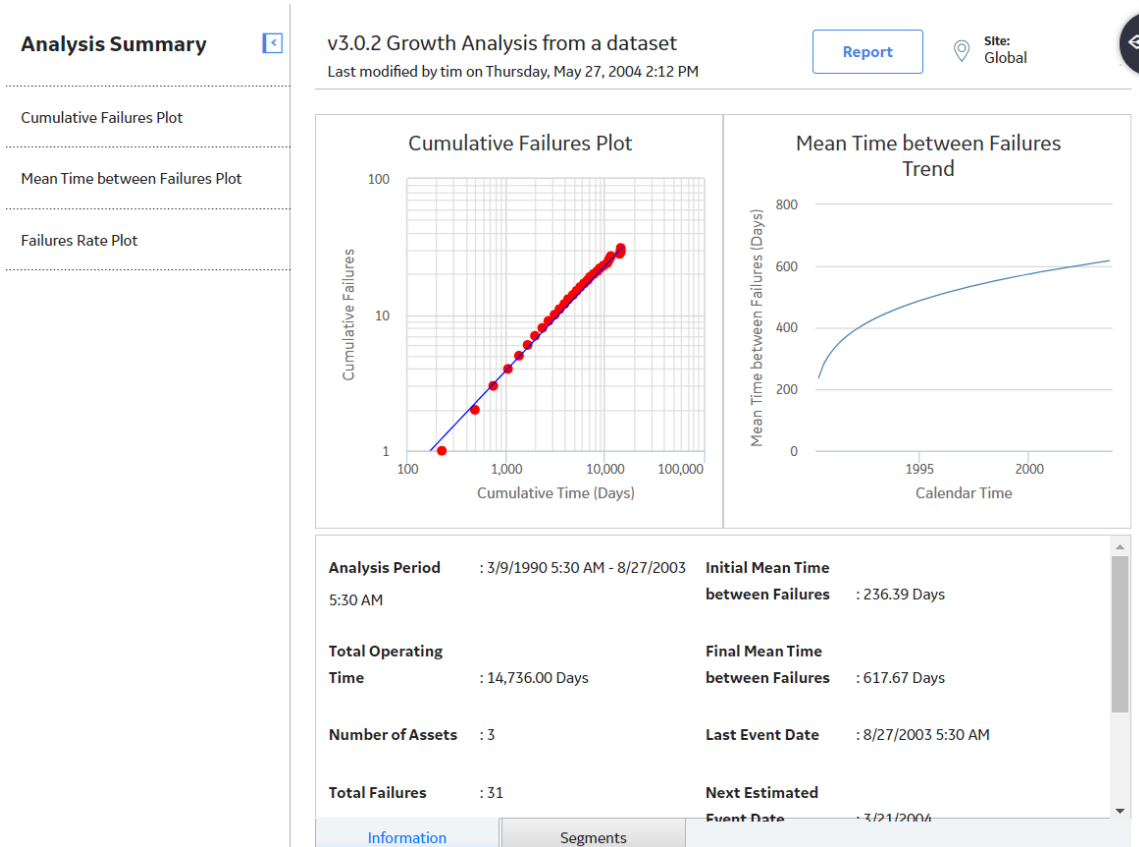 Analysis Summary
Cumulative Failures Plot
Mean Time between Failures Plot
Failures Rate Plot
v3.0.2 Growth Analysis from a dataset
Last modified by tim on Thursday, May 27, 2004 2:12 PM
Report
Site:
Global
Cumulative Failures Plot
100
10
1
Cumulative Failures
100 1,000 10,000 100,000
Cumulative Time (Days)
Mean Time between Failures
Trend
800
600
400
200
0
Mean Time between Failures (Days)
1995 2000
Calendar Time
Analysis Period : 3/9/1990 5:30 AM - 8/27/2003
5:30 AM
Initial Mean Time
between Failures : 236.39 Days
Total Operating
Time : 14,736.00 Days
Final Mean Time
between Failures : 617.67 Days
Number of Assets : 3
Last Event Date : 8/27/2003 5:30 AM
Total Failures : 31
Next Estimated
Event Date : 3/21/2004
Information
Segments